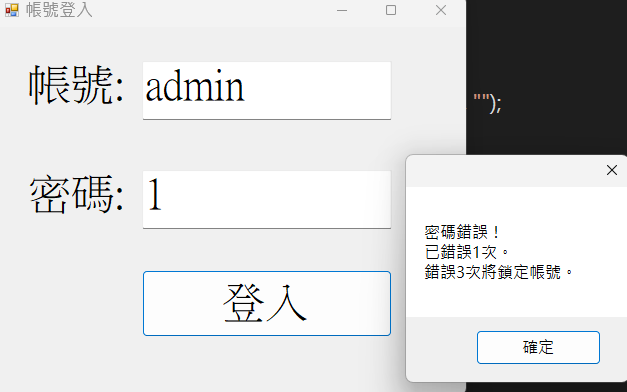 帳號登入
帳號: admin
"");
密碼: 1
密碼錯誤！
已錯誤1次。
錯誤3次將鎖定帳號。
登入
確定